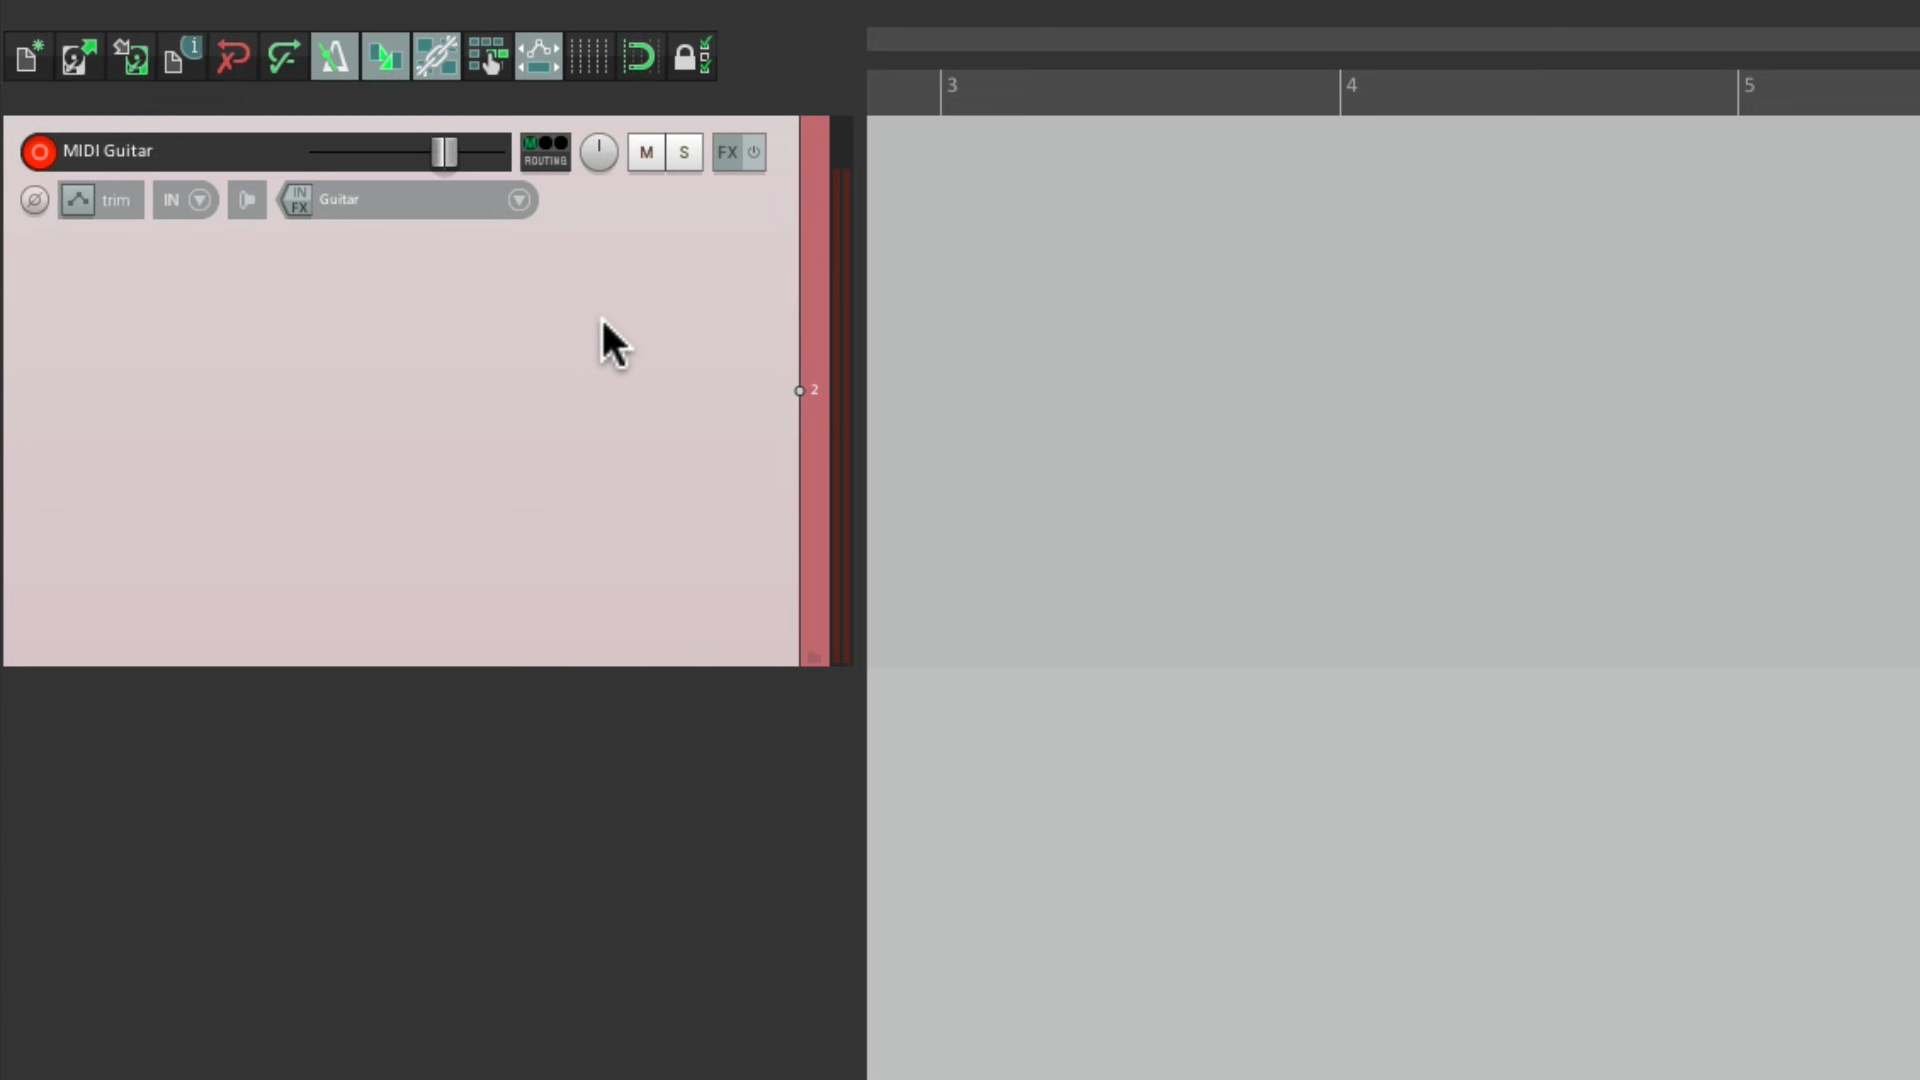 i
3 4 5
MIDI Guitar
M
ROUTING
M S FX
trim IN IN FX Guitar
2